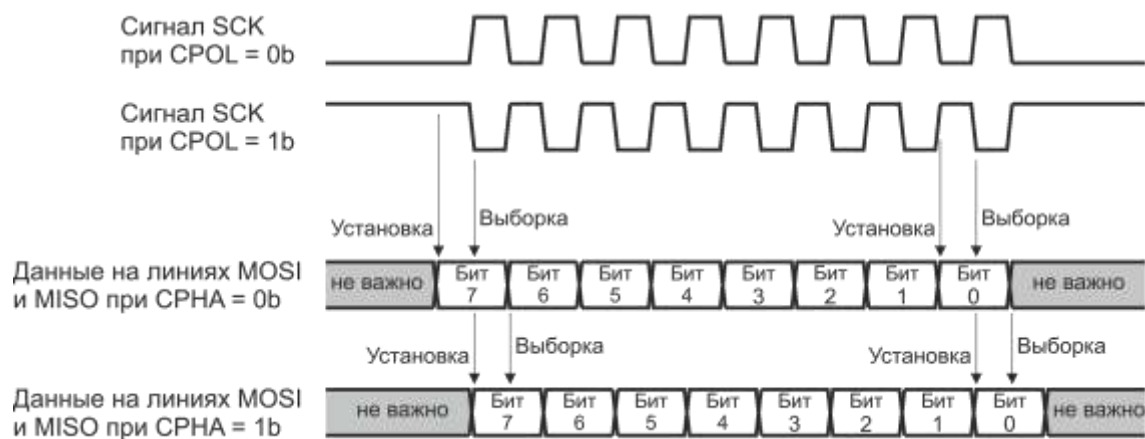 Сигнал SCK
при CPOL = 0b
Сигнал SCK
при CPOL = 1b
Установка
Выборка
Установка
Выборка
Данные на линиях MOSI
и MISO при CPHA = 0b
не важно
Бит
7
Бит
6
Бит
5
Бит
4
Бит
3
Бит
2
Бит
1
Бит
0
не важно
Установка
Выборка
Установка
Выборка
Данные на линиях MOSI
и MISO при CPHA = 1b
не важно
Бит
7
Бит
6
Бит
5
Бит
4
Бит
3
Бит
2
Бит
1
Бит
0
не важно